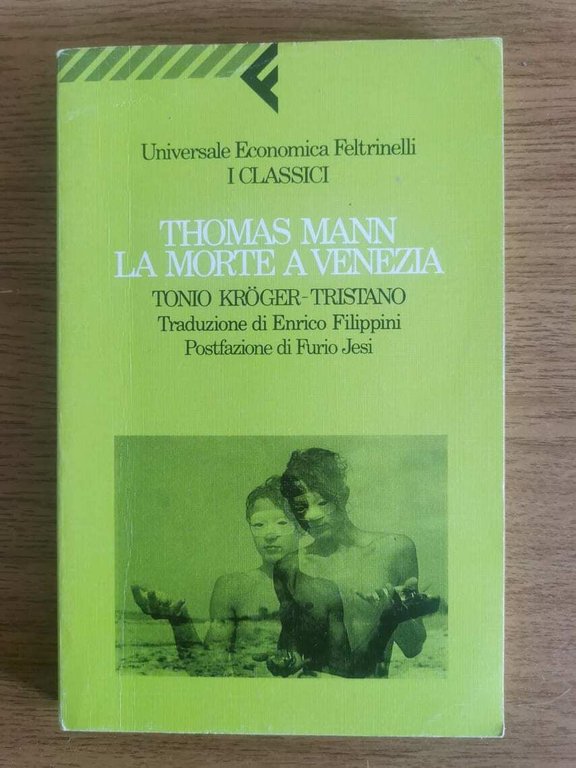 Universale Economica Feltrinelli
I CLASSICI
THOMAS MANN
LA MORTE A VENEZIA
TONIO KRÖGER-TRISTANO
Traduzione di Enrico Filippini
Postfazione di Furio Jesi